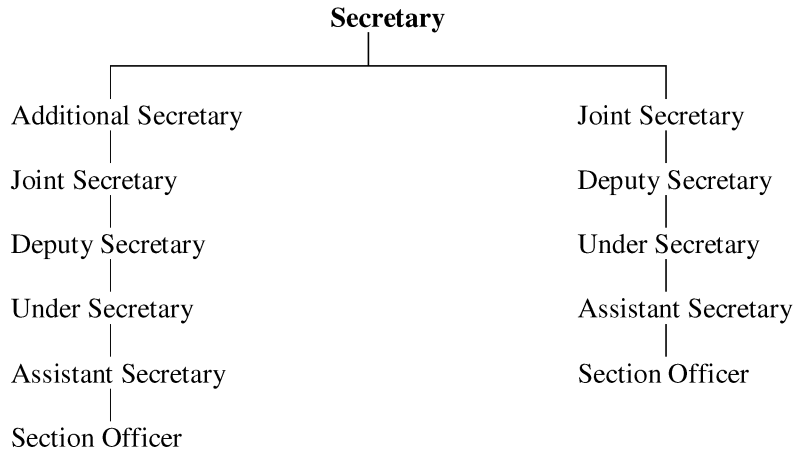 Secretary
Additional Secretary
Joint Secretary
Deputy Secretary
Under Secretary
Assistant Secretary
Section Officer
Joint Secretary
Deputy Secretary
Under Secretary
Assistant Secretary
Section Officer